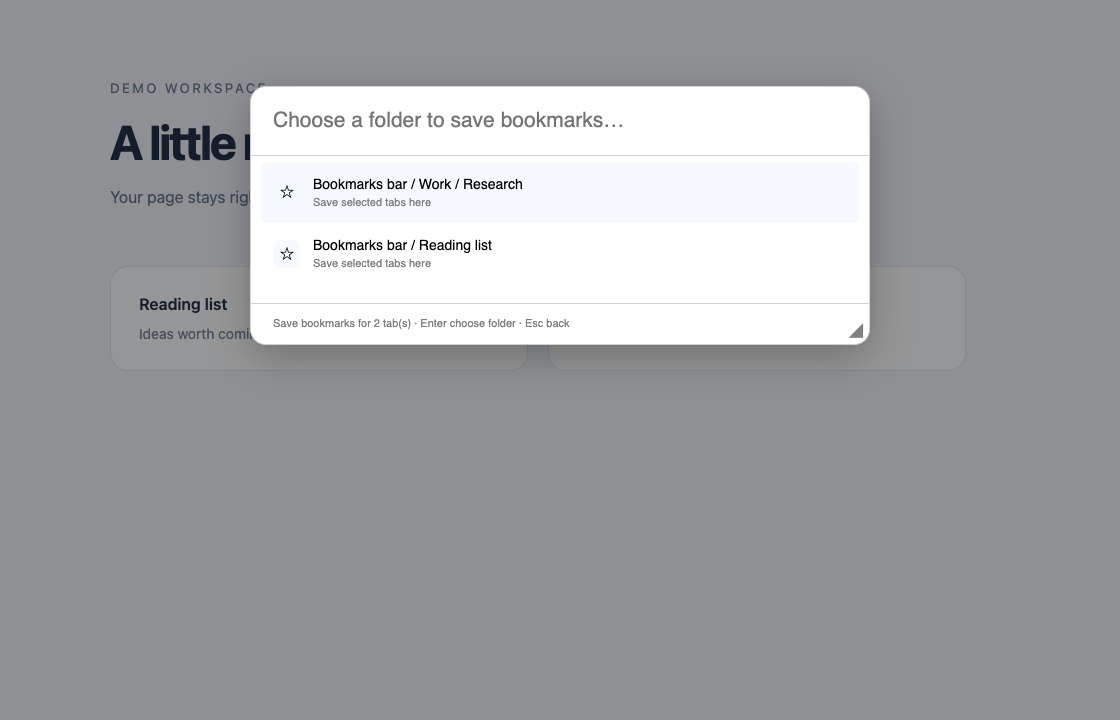 DEMO WORKSPACE
A little
Your page stays
Choose a folder to save bookmarks…
Bookmarks bar / Work / Research
Save selected tabs here
Bookmarks bar / Reading list
Save selected tabs here
Reading list
Ideas worth
Save bookmarks for 2 tab(s) · Enter choose folder · Esc back